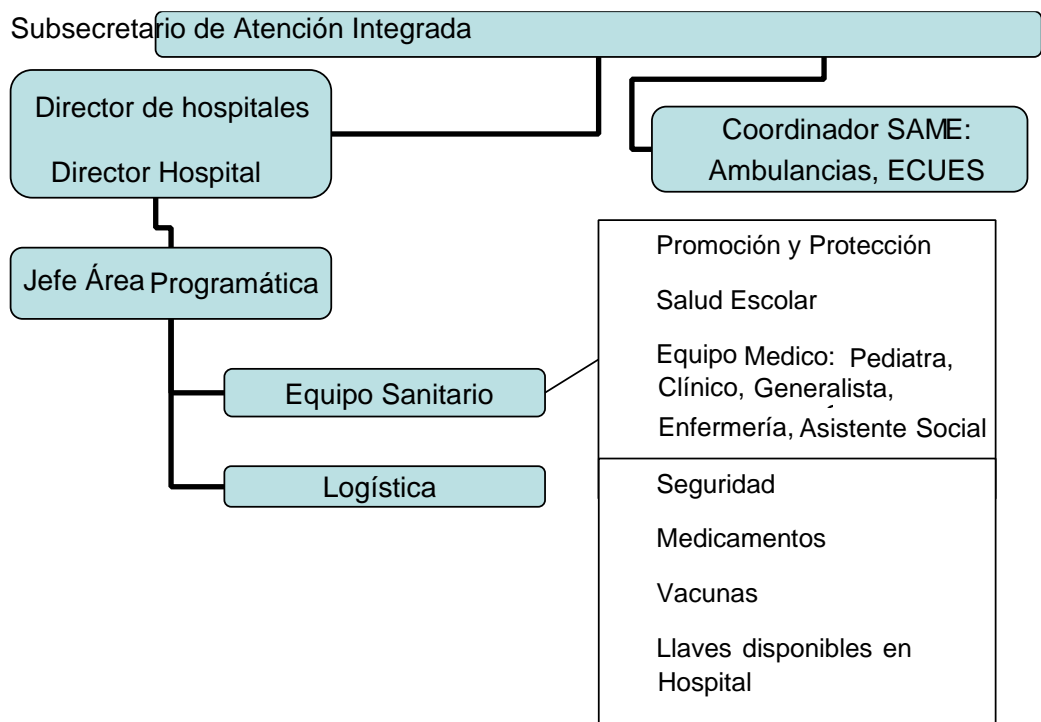 Subsecretario de Atención Integrada
Director de hospitales
Director Hospital
Coordinador SAME:
Ambulancias, ECUES
Jefe Área Programática
Equipo Sanitario
Logística
Promoción y Protección
Salud Escolar
Equipo Medico: Pediatra,
Clínico, Generalista,
Enfermería, Asistente Social
Seguridad
Medicamentos
Vacunas
Llaves disponibles en
Hospital